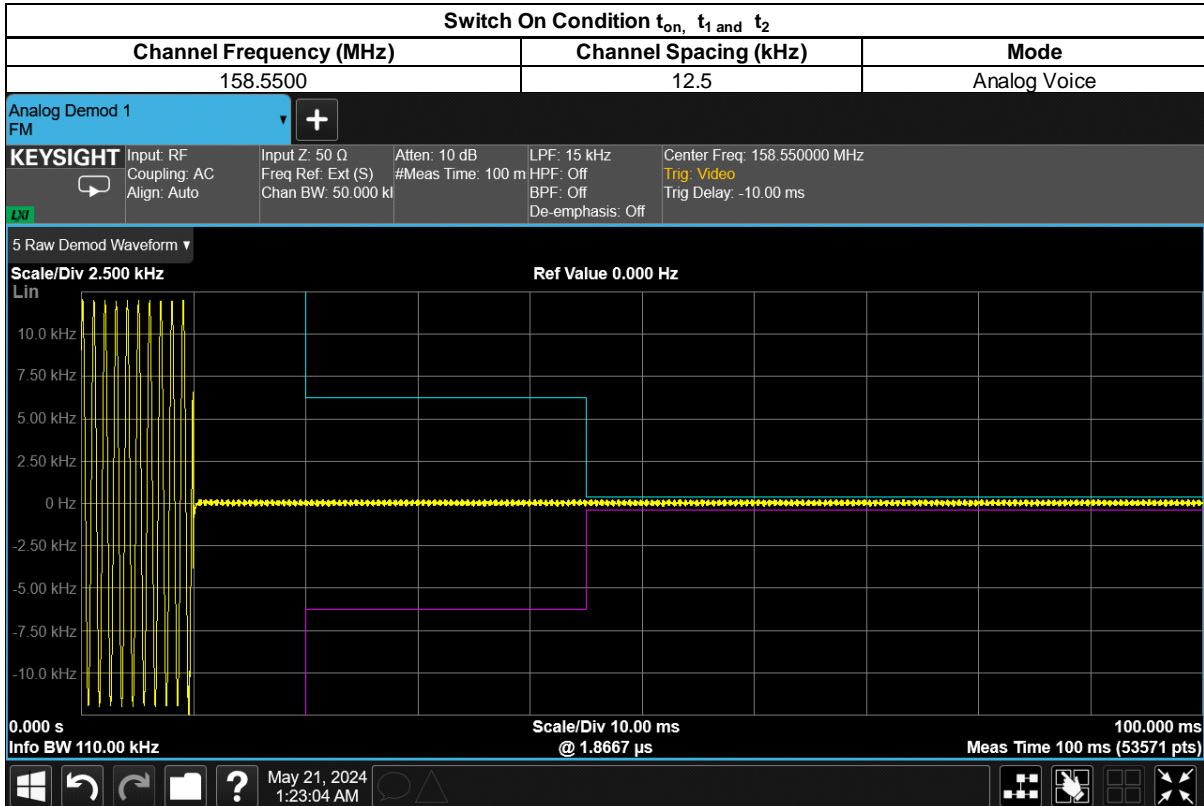 Switch On Condition ton, t1 and t2
Channel Frequency (MHz) Channel Spacing (kHz) Mode
158.5500 12.5 Analog Voice
Analog Demod 1
FM
KEYSIGHT
LXI
Input: RF
Coupling: AC
Align: Auto
Input Z: 50 Ω
Freq Ref: Ext (S)
Chan BW: 50.000 kl
Atten: 10 dB
#Meas Time: 100 m
LPF: 15 kHz
HPF: Off
BPF: Off
De-emphasis: Off
Center Freq: 158.550000 MHz
Trig: Video
Trig Delay: -10.00 ms
5 Raw Demod Waveform
Scale/Div 2.500 kHz Ref Value 0.000 Hz
Lin
10.0 kHz
7.50 kHz
5.00 kHz
2.50 kHz
0 Hz
-2.50 kHz
-5.00 kHz
-7.50 kHz
-10.0 kHz
0.000 s Scale/Div 10.00 ms 100.000 ms
Info BW 110.00 kHz @ 1.8667 µs Meas Time 100 ms (53571 pts)
? May 21, 2024
1:23:04 AM